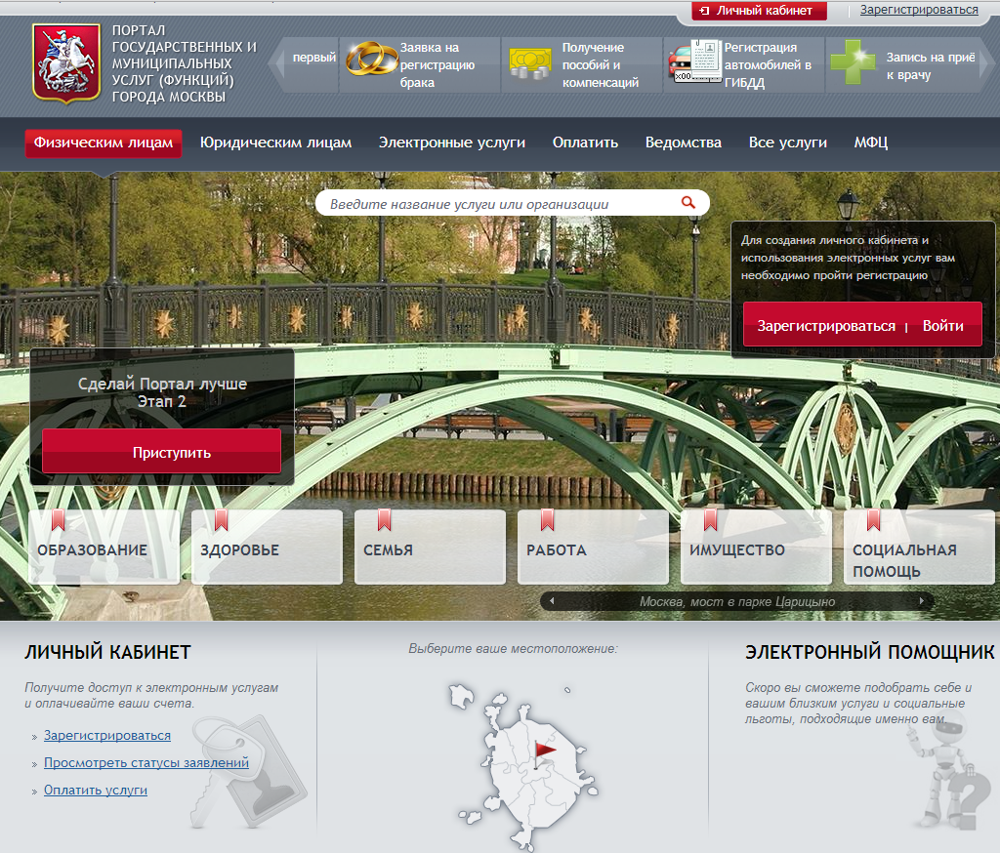 Личный кабинет
Зарегистрироваться
ПОРТАЛ
ГОСУДАРСТВЕННЫХ И
МУНИЦИПАЛЬНЫХ
УСЛУГ (ФУНКЦИЙ)
ГОРОДА МОСКВЫ
первый
Заявка на
регистрацию
брака
Получение
пособий и
компенсаций
Регистрация
автомобилей в
ГИБДД
Запись на приё
к врачу
Физическим лицам
Юридическим лицам
Электронные услуги
Оплатить
Ведомства
Все услуги
МФЦ
Введите название услуги или организации
Для создания личного кабинета и
использования электронных услуг вам
необходимо пройти регистрацию
Зарегистрироваться | Войти
Сделай Портал лучше
Этап 2
Приступить
ОБРАЗОВАНИЕ
ЗДОРОВЬЕ
СЕМЬЯ
РАБОТА
ИМУЩЕСТВО
СОЦИАЛЬНАЯ
ПОМОЩЬ
Москва, мост в парке Царицыно
ЛИЧНЫЙ КАБИНЕТ
Получите доступ к электронным услугам
и оплачивайте ваши счета.
» Зарегистрироваться
» Просмотреть статусы заявлений
» Оплатить услуги
Выберите ваше местоположение:
ЭЛЕКТРОННЫЙ ПОМОЩНИК
Скоро вы сможете подобрать себе и
вашим близким услуги и социальные
льготы, подходящие именно вам.